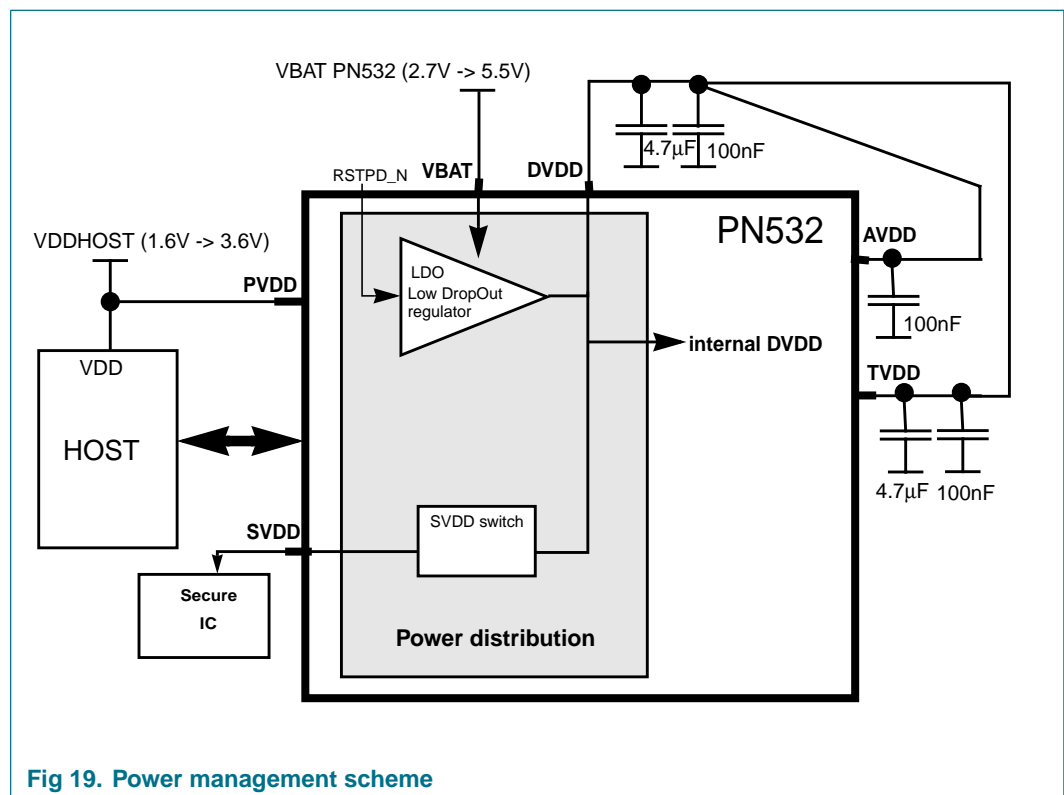 VBAT PN532 (2.7V -> 5.5V)
4.7μF
100nF
RSTPD_N
VBAT
DVDD
PN532
AVDD
VDDHOST (1.6V -> 3.6V)
PVDD
LDO
Low DropOut
regulator
100nF
internal DVDD
VDD
TVDD
HOST
4.7μF
100nF
SVDD
SVDD switch
Secure
IC
Power distribution
Fig 19. Power management scheme